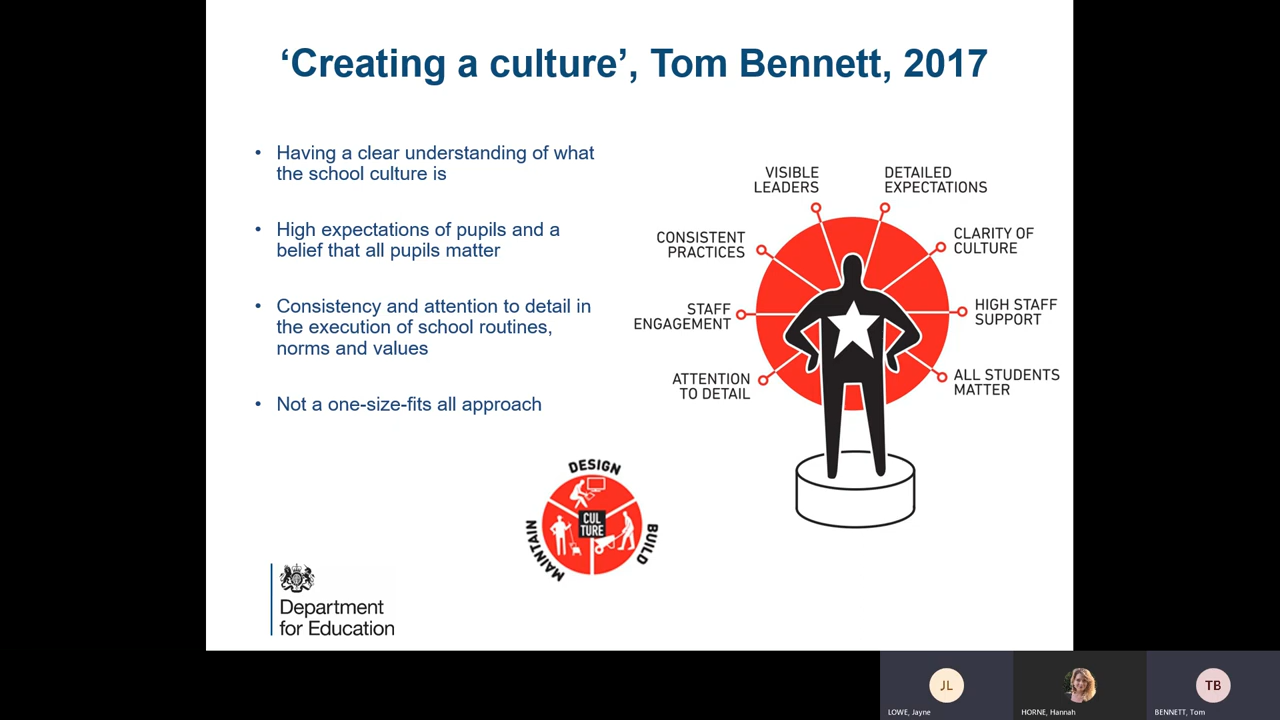 ‘Creating a culture’, Tom Bennett, 2017
• Having a clear understanding of what
the school culture is
• High expectations of pupils and a
belief that all pupils matter
• Consistency and attention to detail in
the execution of school routines,
norms and values
• Not a one-size-fits all approach
VISIBLE
LEADERS
DETAILED
EXPECTATIONS
CONSISTENT
PRACTICES
CLARITY OF
CULTURE
STAFF
ENGAGEMENT
HIGH STAFF
SUPPORT
ATTENTION
TO DETAIL
ALL STUDENTS
MATTER
DESIGN
BUILD
MAINTAIN
CUL
TURE
Department
for Education
JL
TB
LOWE, Jayne
HORNE, Hannah
BENNETT, Tom